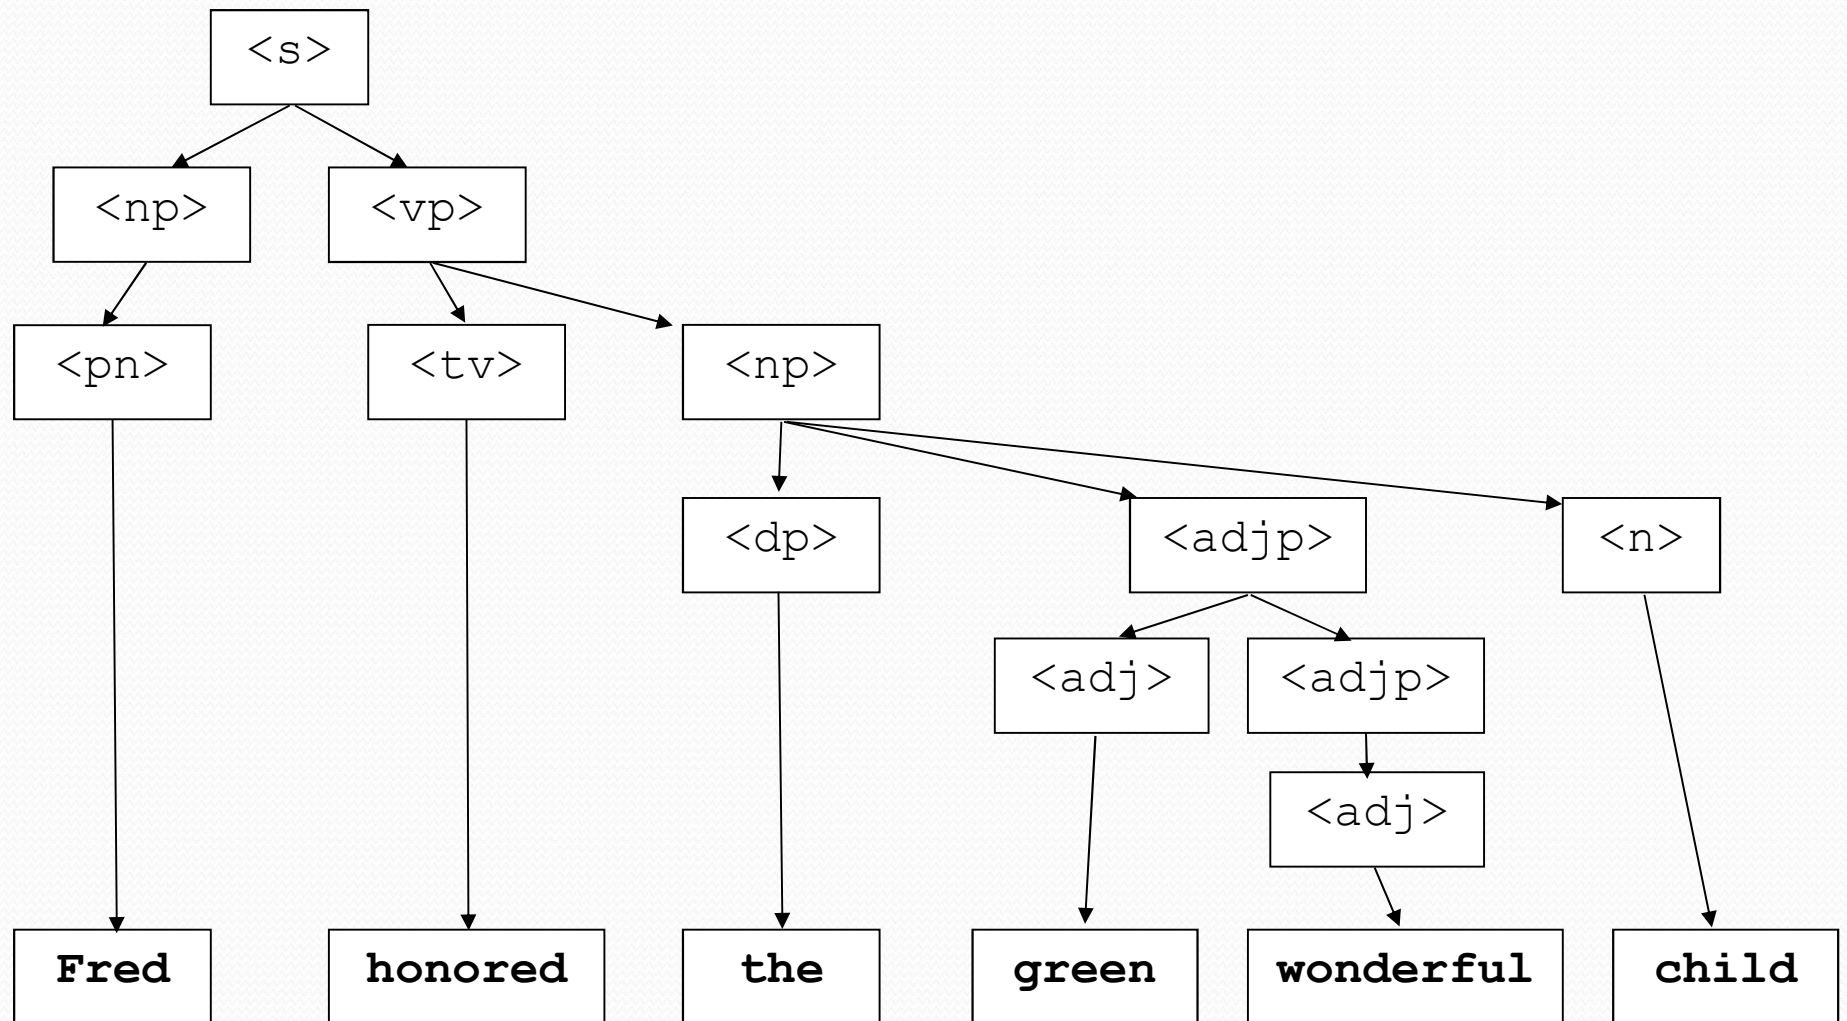 <s>
<np> <vp>
<pn> <tv> <np>
<dp> <adjp> <n>
<adj> <adjp>
<adj>
Fred honored the green wonderful child